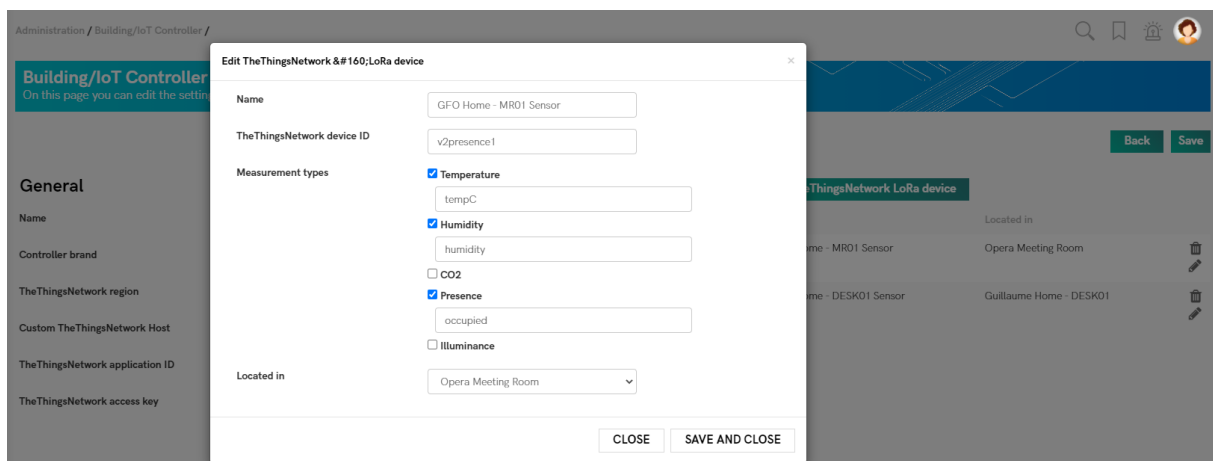 Administration / Building/IoT Controller /
Edit TheThingsNetwork &#160;LoRa device
×
Building/IoT Controller
On this page you can edit the setting
Name
GFO Home - MR01 Sensor
TheThingsNetwork device ID
v2presence1
Back
Save
Measurement types
Temperature
tempC
General
TheThingsNetwork LoRa device
Name
Humidity
Located in
humidity
Controller brand
ome - MR01 Sensor
Opera Meeting Room
CO2
TheThingsNetwork region
Presence
ome - DESK01 Sensor
Guillaume Home - DESK01
occupied
Custom TheThingsNetwork Host
Illuminance
TheThingsNetwork application ID
Located in
Opera Meeting Room
TheThingsNetwork access key
CLOSE
SAVE AND CLOSE